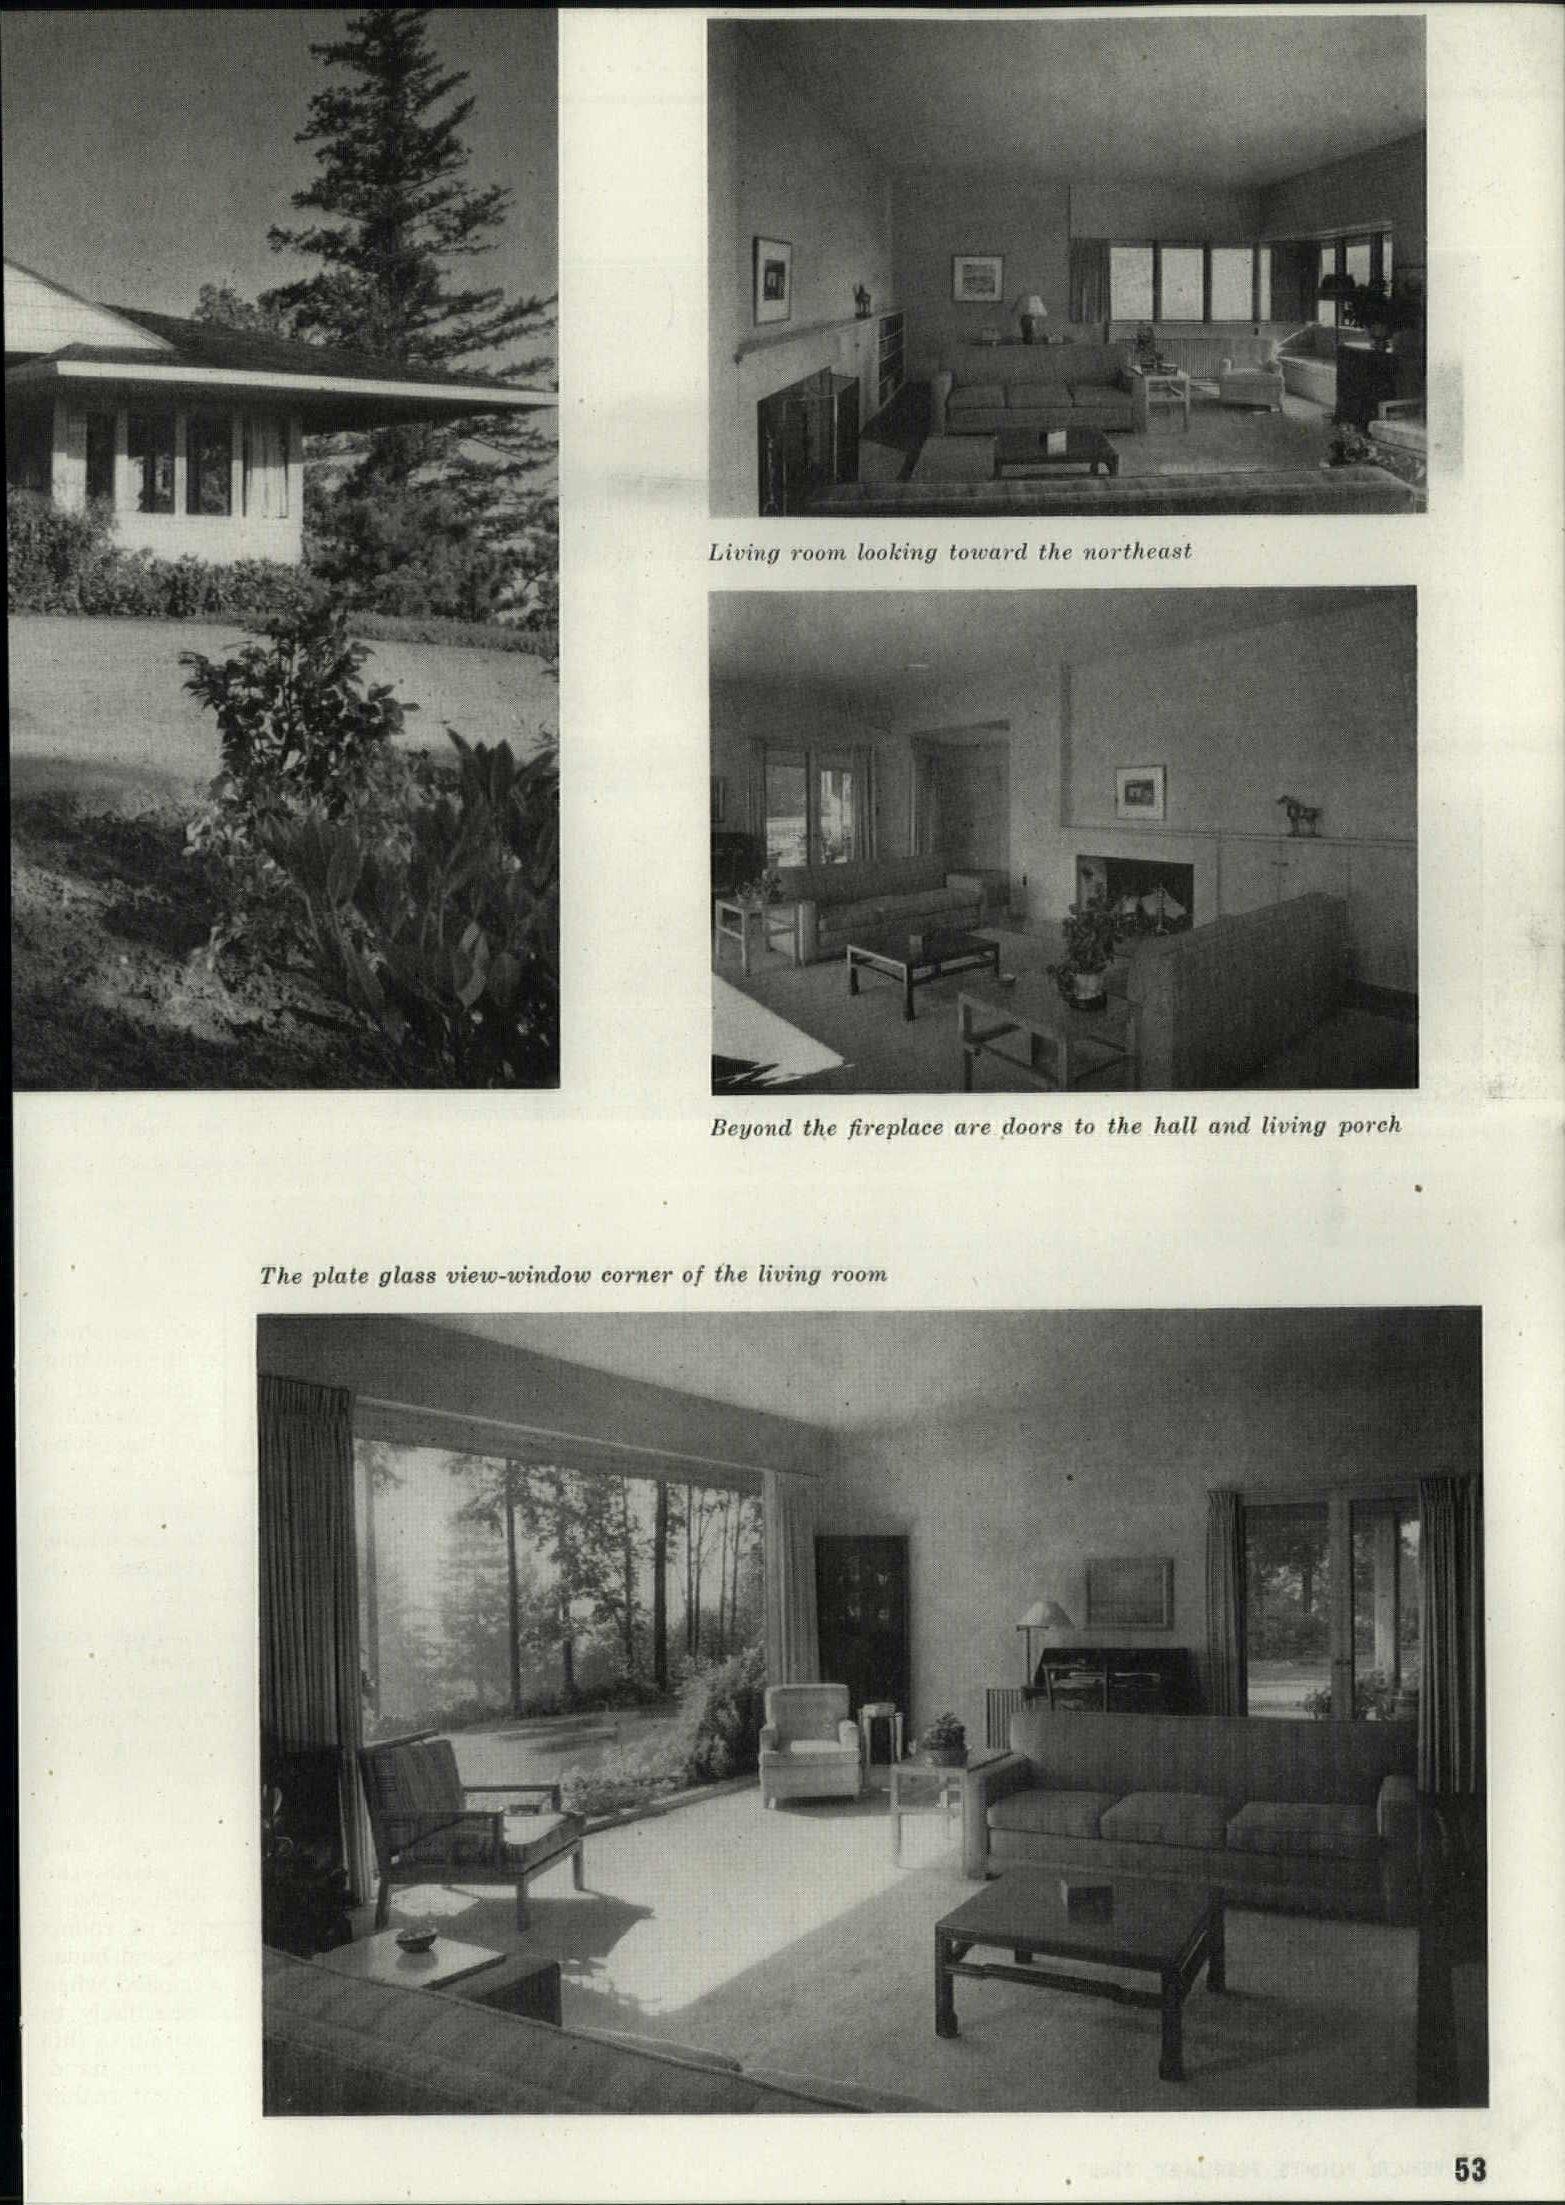 Living room looking toward the northeast
Beyond the fireplace are doors to the hall and living porch
The plate glass view-window corner of the living room
53